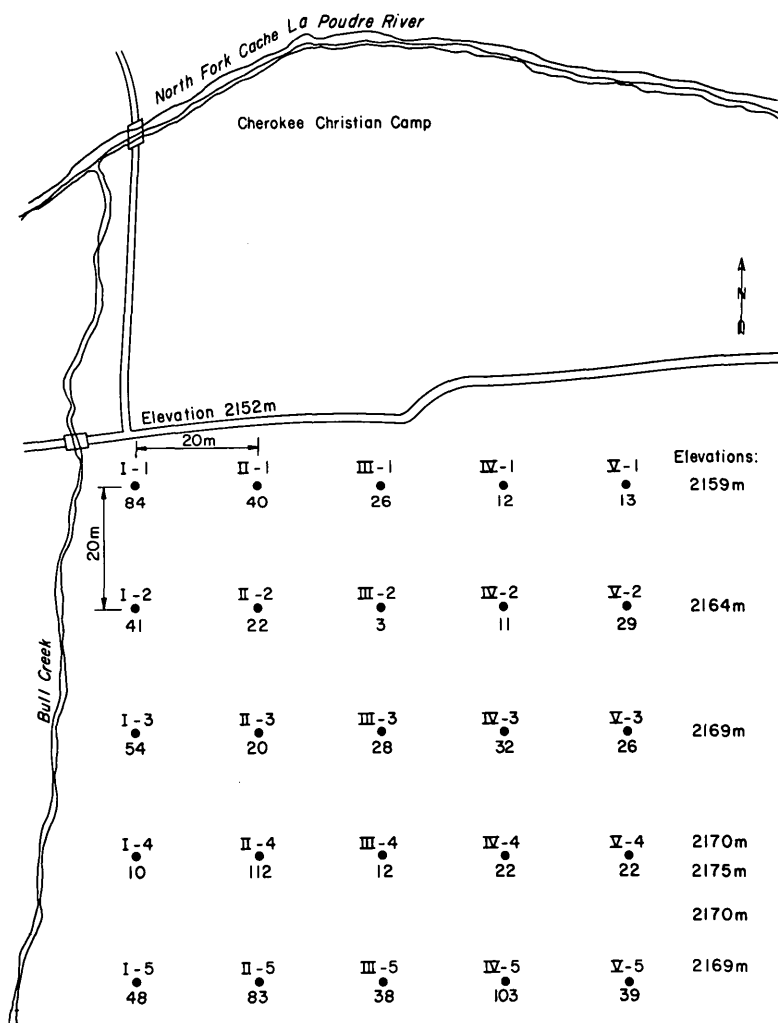 North Fork Cache La Poudre River
Cherokee Christian Camp
N
Elevation 2152m
20m
Elevations:
I-1 II-1 III-1 IV-1 V-1
2159m
84 40 26 12 13
20m
I-2 II-2 III-2 IV-2 V-2
2164m
41 22 3 11 29
Bull Creek
I-3 II-3 III-3 IV-3 V-3
2169m
54 20 28 32 26
I-4 II-4 III-4 IV-4 V-4
2170m
10 112 12 22 22
2175m
2170m
I-5 II-5 III-5 IV-5 V-5
2169m
48 83 38 103 39